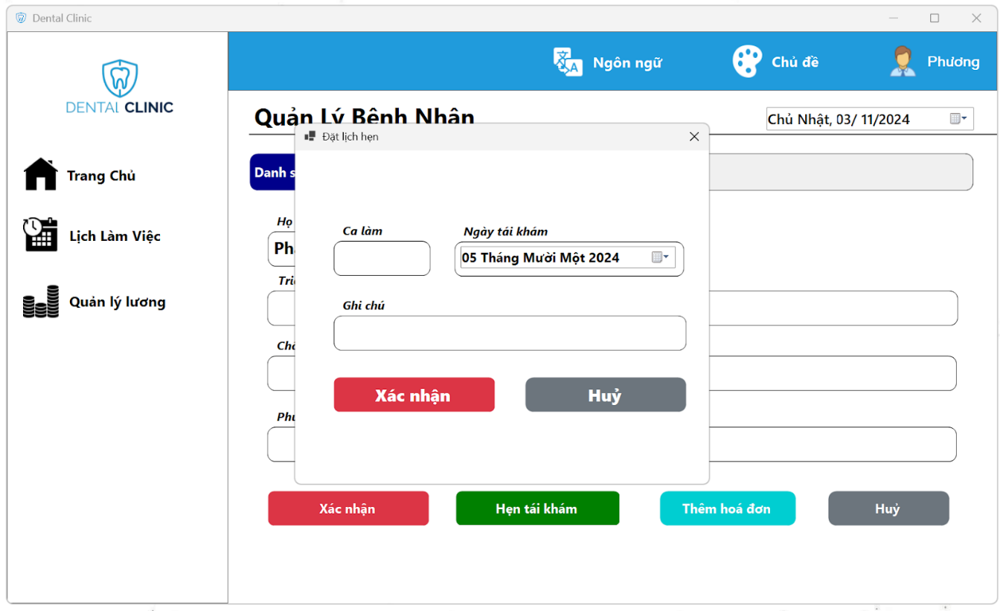 Dental Clinic
Ngôn ngữ
Chủ đề
Phương
DENTAL CLINIC
Quản Lý Bệnh Nhân
Chủ Nhật, 03/ 11/2024
Đặt lịch hẹn
Trang Chủ
Danh s
Họ
Ca làm
Ngày tái khám
Lịch Làm Việc
Ph
05 Tháng Mười Một 2024
Tri
Quản lý lương
Ghi chú
Ch
Xác nhận
Huỷ
Ph
Xác nhận
Hẹn tái khám
Thêm hoá đơn
Huỷ